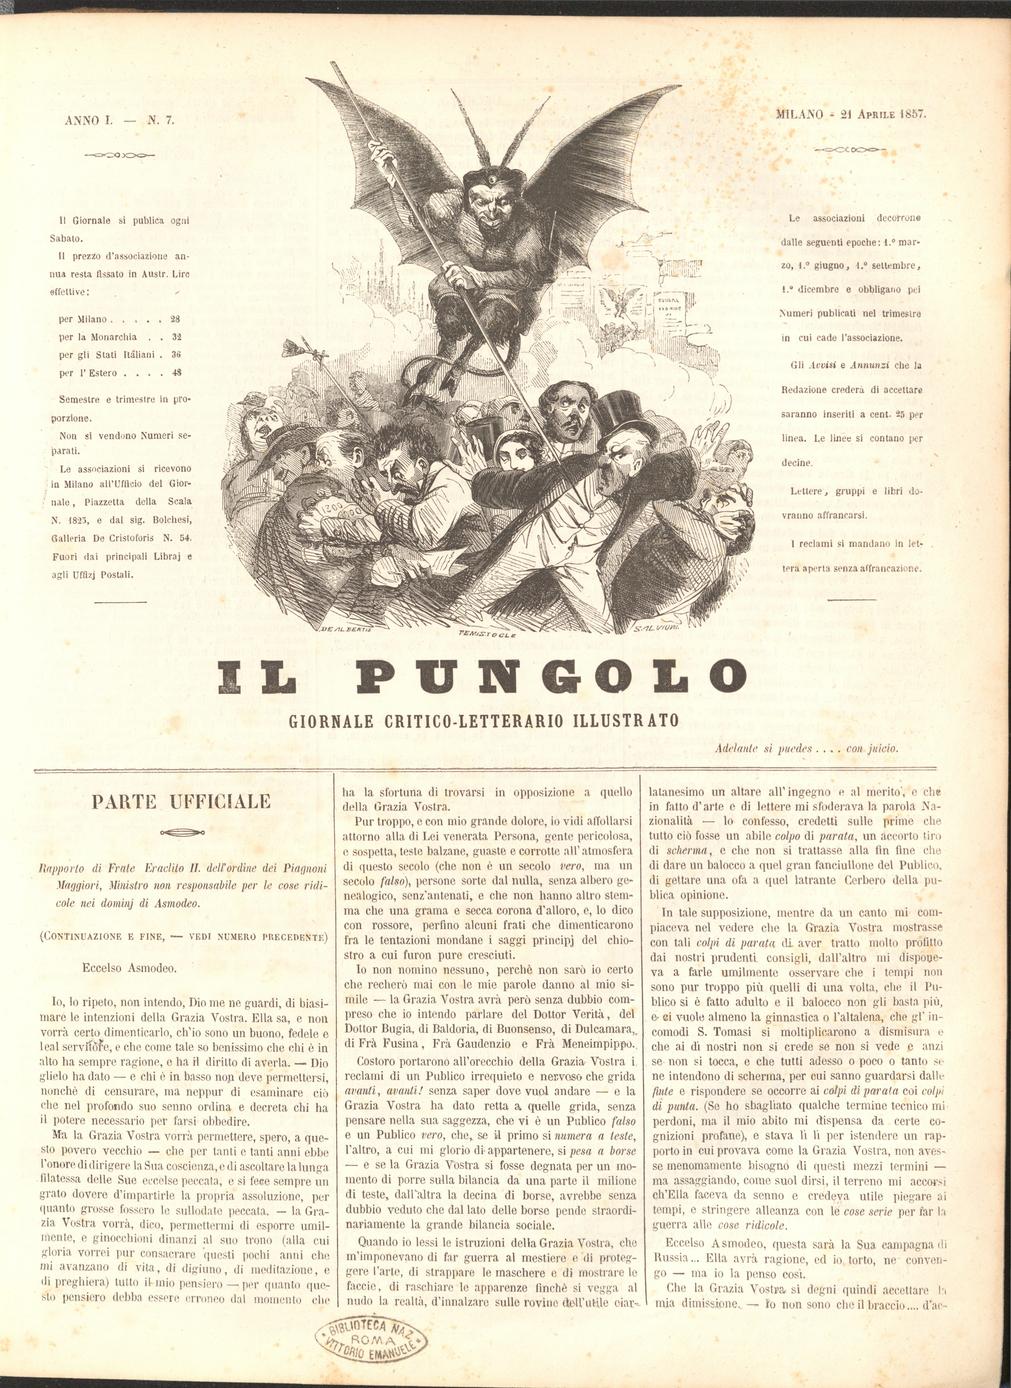 ANNO I. — N. 7.
MILANO - 21 APRILE 1857.
Il Giornale si publica ogni
Sabato.
Il prezzo d'associazione an-
nua resta fissato in Austr. Lire
effettive:
per Milano . . . . . 28
per la Monarchia . . 32
per gli Stati Italiani . 36
per l'Estero . . . . 48
Semestre e trimestre in pro-
porzione.
Non si vendono Numeri se-
parati.
Le associazioni si ricevono
in Milano all'Uffizio del Gior-
nale, Piazzetta della Scala
N. 1825, e dal sig. Bolchesi,
Galleria De Cristoforis N. 54.
Fuori dai principali Libraj e
agli Uffizj Postali.
Le associazioni decorrono
dalle seguenti epoche: 1.º mar-
zo, 1.º giugno, 1.º settembre,
1.º dicembre e obbligano pei
Numeri publicati nel trimestre
in cui cade l'associazione.
Gli Avvisi e Annunzi che la
Redazione crederà di accettare
saranno inseriti a cent. 25 per
linea. Le linee si contano per
decine.
Lettere, gruppi e libri do-
vranno affrancarsi.
I reclami si mandano in let-
tera aperta senza affrancazione.
DE ALBERTIS
TEMISTOCLE
SALVIONI
IL PUNGOLO
GIORNALE CRITICO-LETTERARIO ILLUSTRATO
Adelante si puedes . . . . con juicio.
PARTE UFFICIALE
Rapporto di Frate Eraclito II. dell'ordine dei Piagnoni
Maggiori, Ministro non responsabile per le cose ridi-
cole nei dominj di Asmodeo.
(CONTINUAZIONE E FINE, — VEDI NUMERO PRECEDENTE)
Eccelso Asmodeo.
Io, lo ripeto, non intendo, Dio me ne guardi, di biasi-
mare le intenzioni della Grazia Vostra. Ella sa, e non
vorrà certo dimenticarlo, ch'io sono un buono, fedele e
leal servitore, e che come tale so benissimo che chi è in
alto ha sempre ragione, e ha il diritto di averla. — Dio
glielo ha dato — e chi è in basso non deve permettersi,
nonchè di censurare, ma neppur di esaminare ciò
che nel profondo suo senno ordina e decreta chi ha
il potere necessario per farsi obbedire.
Ma la Grazia Vostra vorrà permettere, spero, a que-
sto povero vecchio — che per tanti e tanti anni ebbe
l'onore di dirigere la Sua coscienza, e di ascoltare la lunga
filatessa delle Sue eccelse peccata, e si fece sempre un
grato dovere d'impartirle la propria assoluzione, per
quanto grosse fossero le sullodate peccata. — la Gra-
zia Vostra vorrà, dico, permettermi di esporre umil-
mente, e ginocchioni dinanzi al suo trono (alla cui
gloria vorrei pur consacrare questi pochi anni che
mi avanzano di vita, di digiuno, di meditazione, e
di preghiera) tutto il mio pensiero — per quanto que-
sto pensiero debba essere erroneo dal momento che
ha la sfortuna di trovarsi in opposizione a quello
della Grazia Vostra.
Pur troppo, e con mio grande dolore, io vidi affollarsi
attorno alla di Lei venerata Persona, gente pericolosa,
e sospetta, teste balzane, guaste e corrotte all'atmosfera
di questo secolo (che non è un secolo vero, ma un
secolo falso), persone sorte dal nulla, senza albero ge-
nealogico, senz'antenati, e che non hanno altro stem-
ma che una grama e secca corona d'alloro, e, lo dico
con rossore, perfino alcuni frati che dimenticarono
fra le tentazioni mondane i saggi principj del chio-
stro a cui furon pure cresciuti.
Io non nomino nessuno, perchè non sarò io certo
che recherò mai con le mie parole danno al mio si-
mile — la Grazia Vostra avrà però senza dubbio com-
preso che io intendo parlare del Dottor Verità, del
Dottor Bugia, di Baldoria, di Buonsenso, di Dulcamara,
di Frà Fusina, Frà Gaudenzio e Frà Meneimpippo.
Costoro portarono all'orecchio della Grazia Vostra i
reclami di un Publico irrequieto e nervoso che grida
avanti, avanti! senza saper dove vuol andare — e la
Grazia Vostra ha dato retta a quelle grida, senza
pensare nella sua saggezza, che vi è un Publico falso
e un Publico vero, che, se il primo si numera a teste,
l'altro, a cui mi glorio di appartenere, si pesa a borse
— e se la Grazia Vostra si fosse degnata per un mo-
mento di porre sulla bilancia da una parte il milione
di teste, dall'altra la decina di borse, avrebbe senza
dubbio veduto che dal lato delle borse pende straordi-
nariamente la grande bilancia sociale.
Quando io lessi le istruzioni della Grazia Vostra, che
m'imponevano di far guerra al mestiere e di proteg-
gere l'arte, di strappare le maschere e di mostrare le
faccie, di raschiare le apparenze finchè si vegga al
nudo la realtà, d'innalzare sulle rovine dell'utile ciar-
latanesimo un altare all'ingegno e al merito, e che
in fatto d'arte e di lettere mi sfoderava la parola Na-
zionalità — lo confesso, credetti sulle prime che
tutto ciò fosse un abile colpo di parata, un accorto tiro
di scherma, e che non si trattasse alla fin fine che
di dare un balocco a quel gran fanciullone del Publico,
di gettare una ofa a quel latrante Cerbero della pu-
blica opinione.
In tale supposizione, mentre da un canto mi com-
piaceva nel vedere che la Grazia Vostra mostrasse
con tali colpi di parata di aver tratto molto profitto
dai nostri prudenti consigli, dall'altro mi dispone-
va a farle umilmente osservare che i tempi non
sono pur troppo più quelli di una volta, che il Pu-
blico si è fatto adulto e il balocco non gli basta più,
e ci vuole almeno la ginnastica o l'altalena, che gl'in-
comodi S. Tomasi si moltiplicarono a dismisura e
che ai dì nostri non si crede se non si vede e anzi
se non si tocca, e che tutti adesso o poco o tanto se
ne intendono di scherma, per cui sanno guardarsi dalle
finte e rispondere se occorre ai colpi di parata coi colpi
di punta. (Se ho sbagliato qualche termine tecnico mi
perdoni, ma il mio abito mi dispensa da certe co-
gnizioni profane), e stava lì lì per istendere un rap-
porto in cui provava come la Grazia Vostra, non aves-
se menomamente bisogno di questi mezzi termini —
ma assaggiando, come suol dirsi, il terreno mi accorsi
ch'Ella faceva da senno e credeva utile piegare ai
tempi, e stringere alleanza con le cose serie per far la
guerra alle cose ridicole.
Eccelso Asmodeo, questa sarà la Sua campagna di
Russia... Ella avrà ragione, ed io torto, ne conven-
go — ma io la penso così.
Che la Grazia Vostra si degni quindi accettare la
mia dimissione. — Io non sono che il braccio.... d'ac-
BIBLIOTECA NAZ.
ROMA
VITTORIO EMANUELE